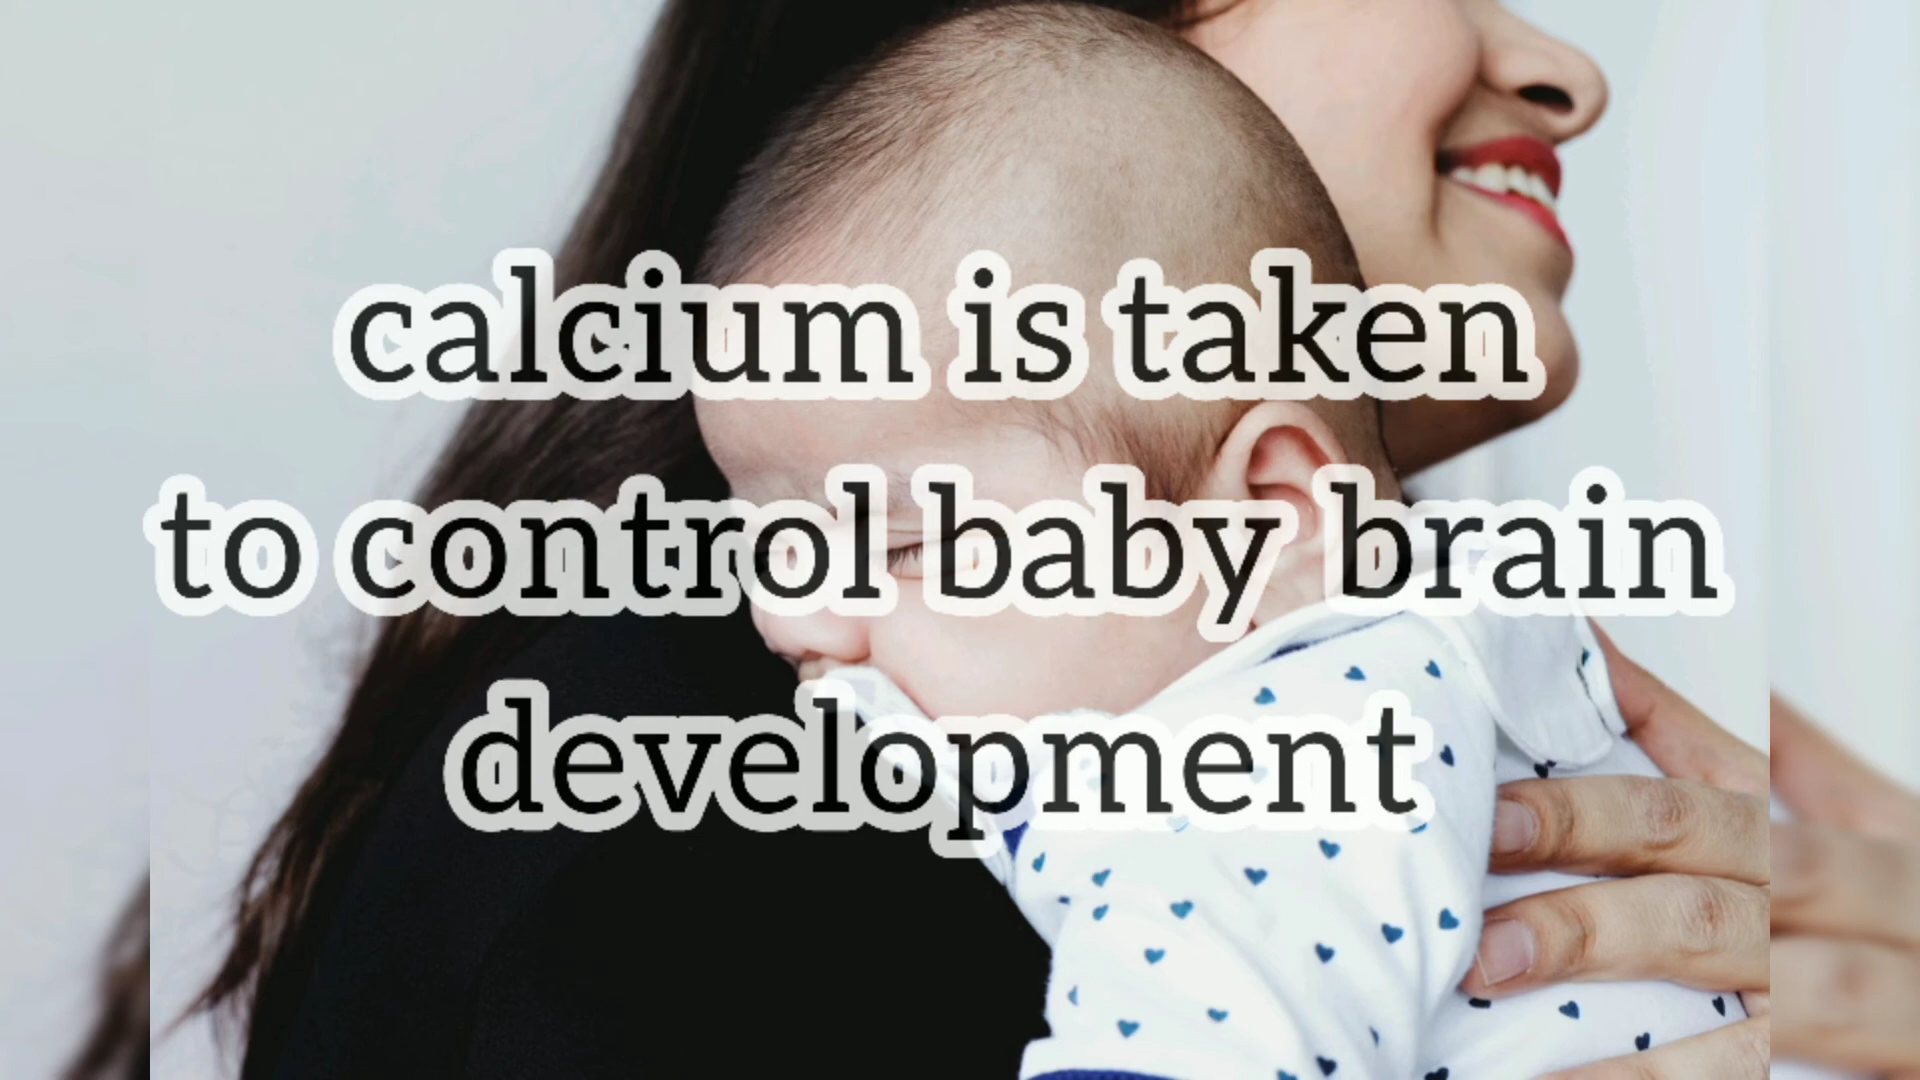 calcium is taken
to control baby brain
development